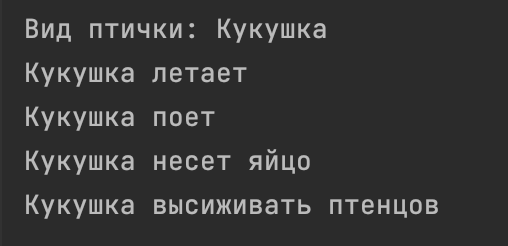 Вид птички: Кукушка
Кукушка летает
Кукушка поет
Кукушка несет яйцо
Кукушка высиживать птенцов